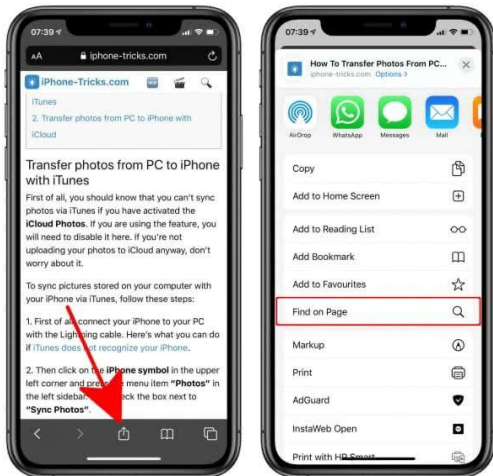 07:39
AA iphone-tricks.com
iPhone-Tricks.com
iTunes
2. Transfer photos from PC to iPhone with
iCloud
Transfer photos from PC to iPhone
with iTunes
First of all, you should know that you can't sync
photos via iTunes if you have activated the
iCloud Photos. If you are using the feature, you
will need to disable it here. If you're not
uploading your photos to iCloud anyway, don't
worry about it.
To sync pictures stored on your computer with
your iPhone via iTunes, follow these steps:
1. First of all connect your iPhone to your PC
with the Lightning cable. Here's what you can do
if iTunes does not recognize your iPhone.
2. Then click on the iPhone symbol in the upper
left corner and press the menu item "Photos" in
the left sidebar. check the box next to
"Sync Photos".
07:39
How To Transfer Photos From PC...
iphone-tricks.com Options >
AirDrop WhatsApp Messages Mail
Copy
Add to Home Screen
Add to Reading List
Add Bookmark
Add to Favourites
Find on Page
Markup
Print
AdGuard
InstaWeb Open
Print with HP Smart